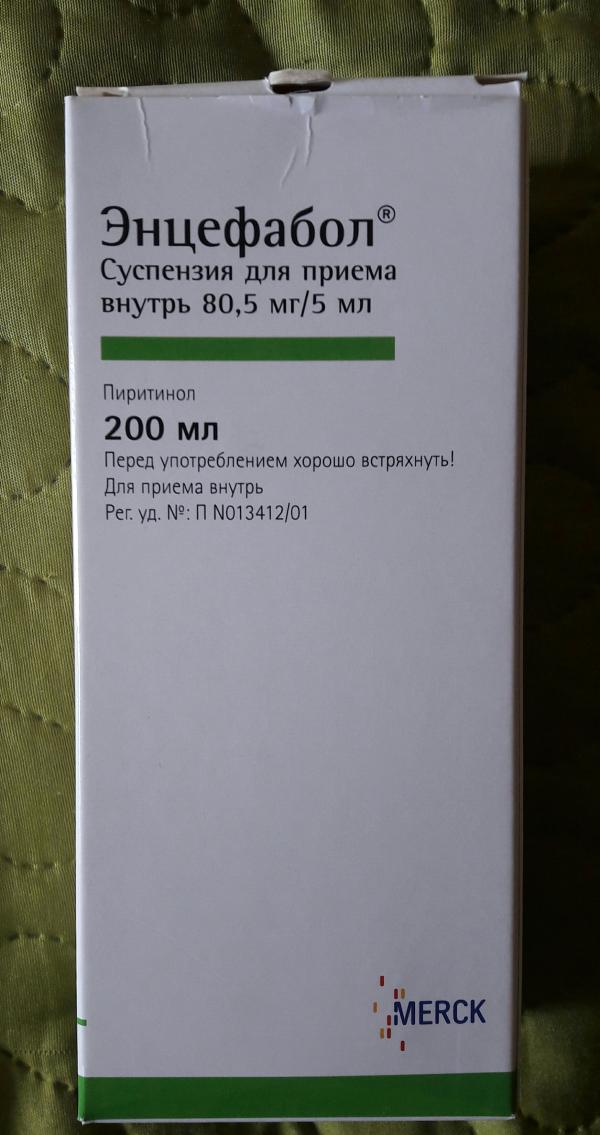 Энцефабол®
Суспензия для приема
внутрь 80,5 мг/5 мл
Пиритинол
200 мл
Перед употреблением хорошо встряхнуть!
Для приема внутрь
Рег. уд. №: П N013412/01
MERCK